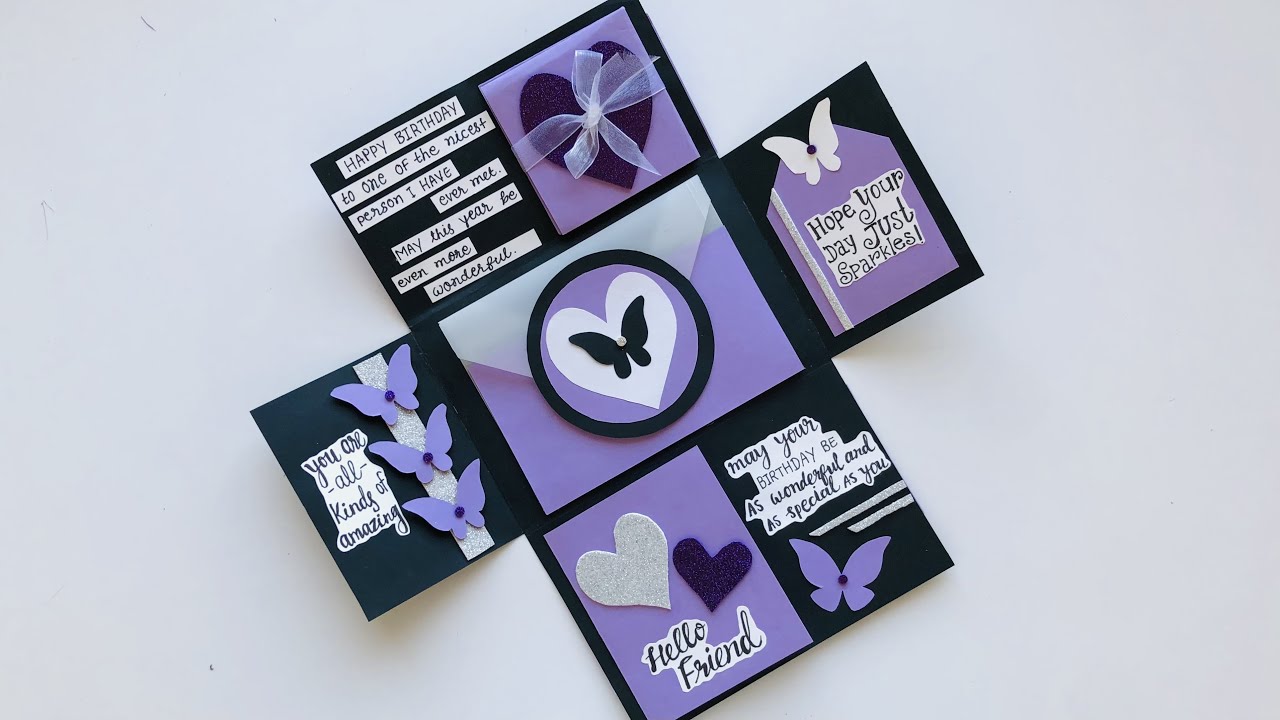 HAPPY BIRTHDAY
to one of the nicest
person I HAVE
ever met.
MAY this year be
even more
wonderful.
Hope Your
Day Just
Sparkles!
you are
-all-
Kinds of
amazing
may your
BIRTHDAY BE
AS wonderful and
AS special AS you
Hello
Friend